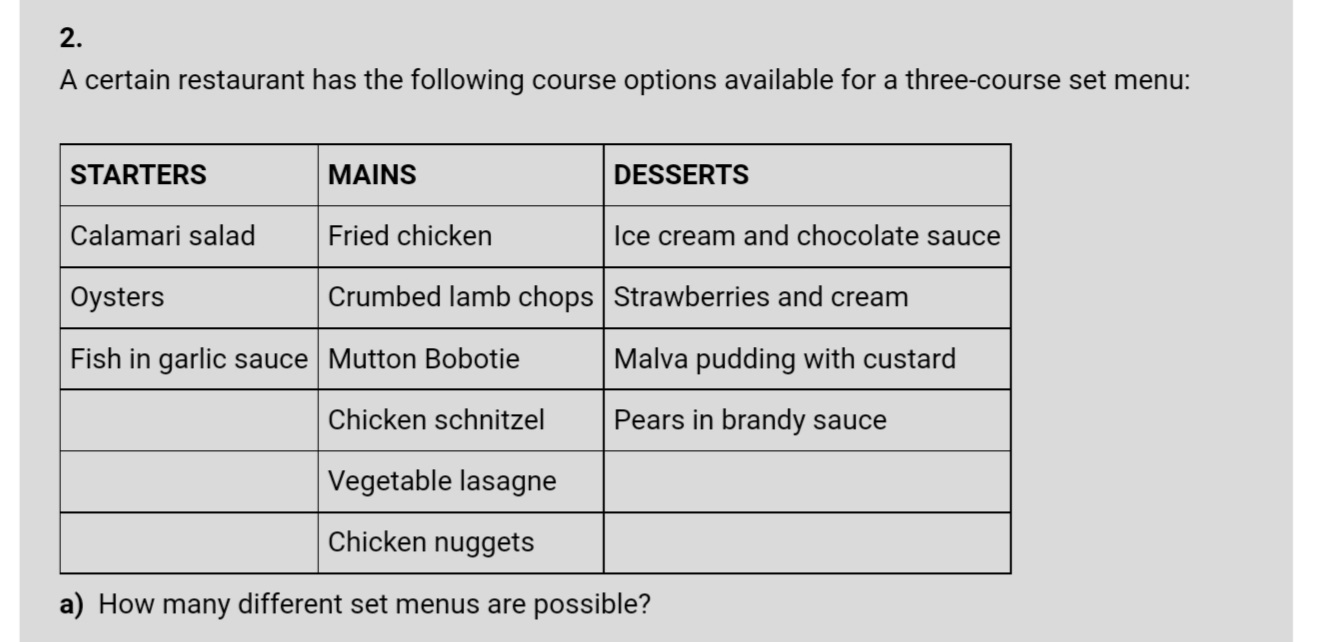 2.
A certain restaurant has the following course options available for a three-course set menu:
STARTERS MAINS DESSERTS
Calamari salad Fried chicken Ice cream and chocolate sauce
Oysters Crumbed lamb chops Strawberries and cream
Fish in garlic sauce Mutton Bobotie Malva pudding with custard
Chicken schnitzel Pears in brandy sauce
Vegetable lasagne
Chicken nuggets
a) How many different set menus are possible?